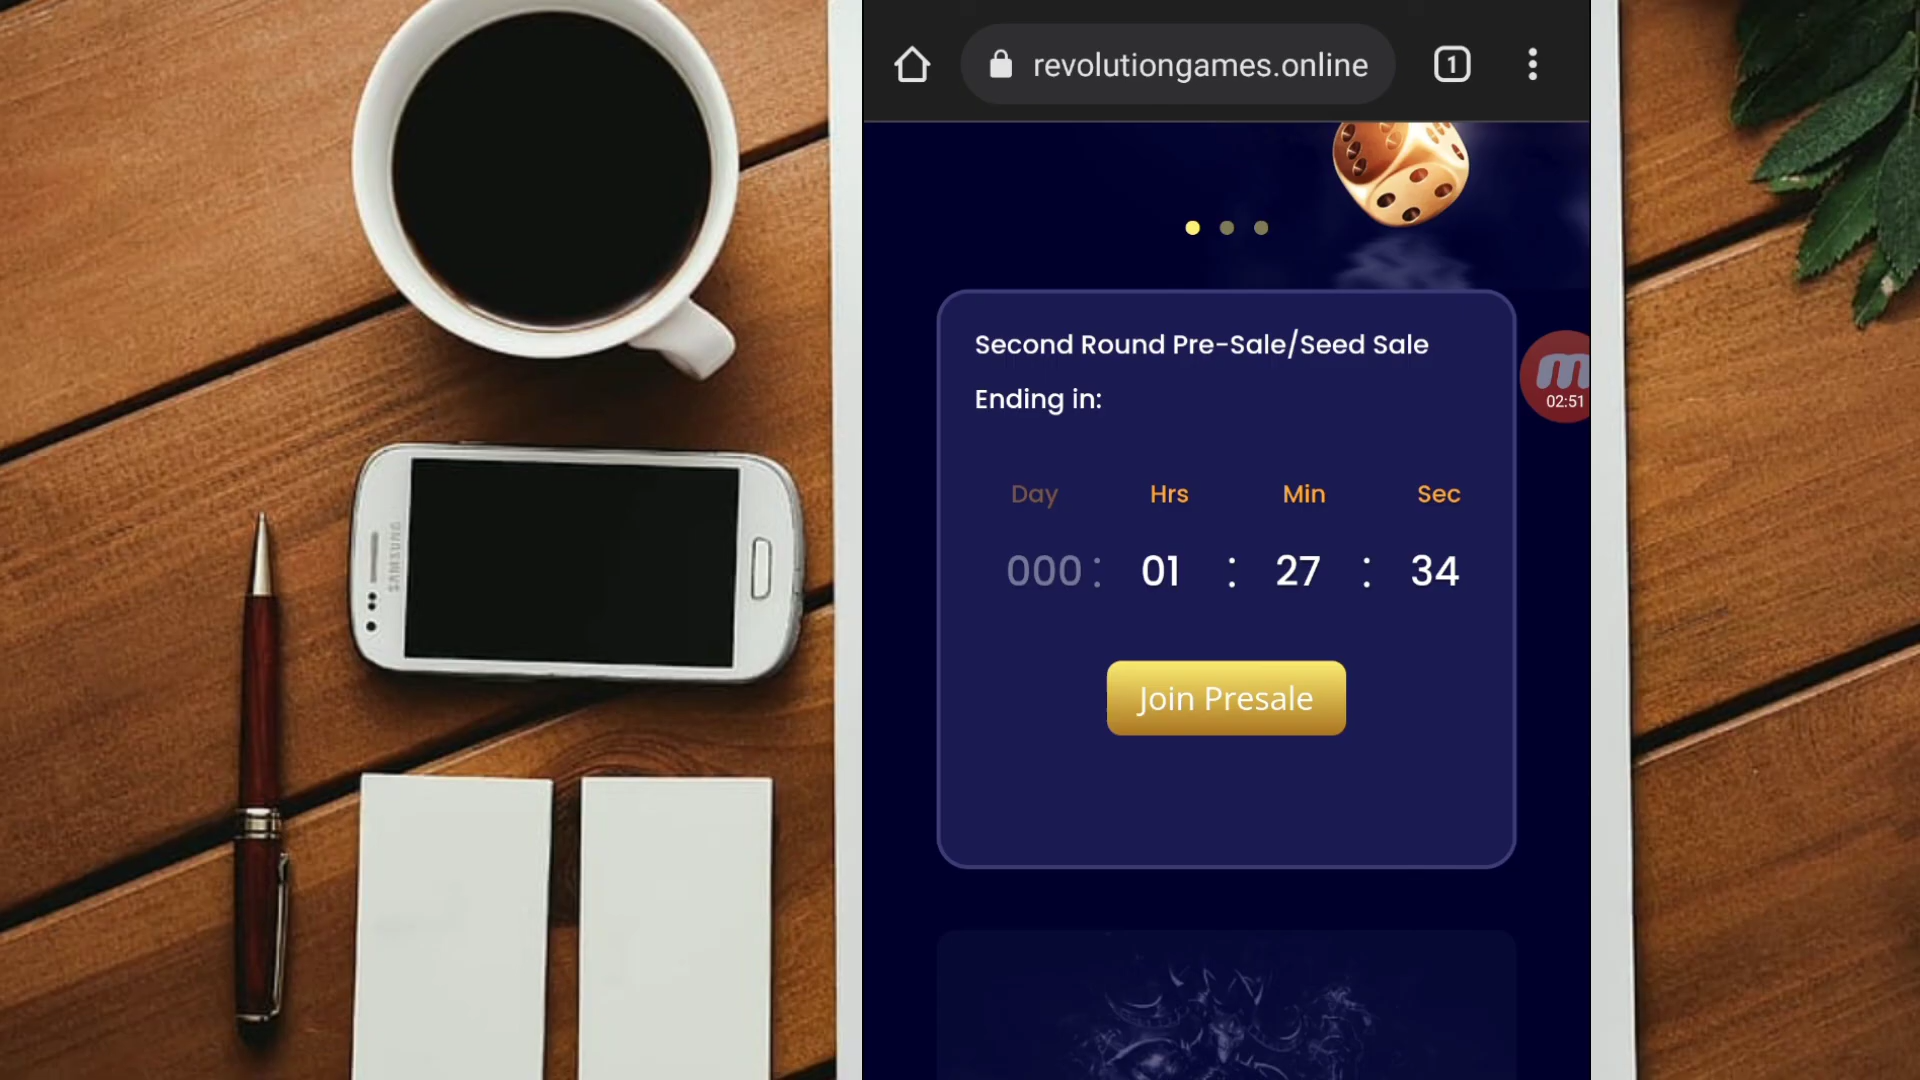 revolutiongames.online
1
Second Round Pre-Sale/Seed Sale
Ending in:
Day Hrs Min Sec
000 : 01 : 27 : 34
Join Presale
m
02:51
SAMSUNG